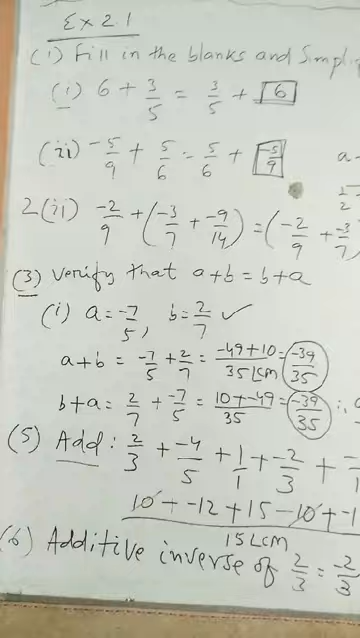 Ex 2.1
(1) Fill in the blanks and
(i) 6 + 3/5 = 3/5 + 6
(ii) -5/9 + 5/6 = 5/6 + -5/9
2 (ii) -2/9 + (-3/7 + -9/14) = (-2/9 + -3/7
(3) Verify that a+b = b+a
(i) a = -7/5, b = 2/7 ✓
a+b = -7/5 + 2/7 = -49+10/35 LCM = -39/35
b+a = 2/7 + -7/5 = 10+-49/35 = -39/35 ∴
(5) Add: 2/3 + -4/5 + 1/1 + -2/3 +
10 + -12 + 15 - 10 + -1
15 LCM
(6) Additive inverse of 2/3 = -2/3